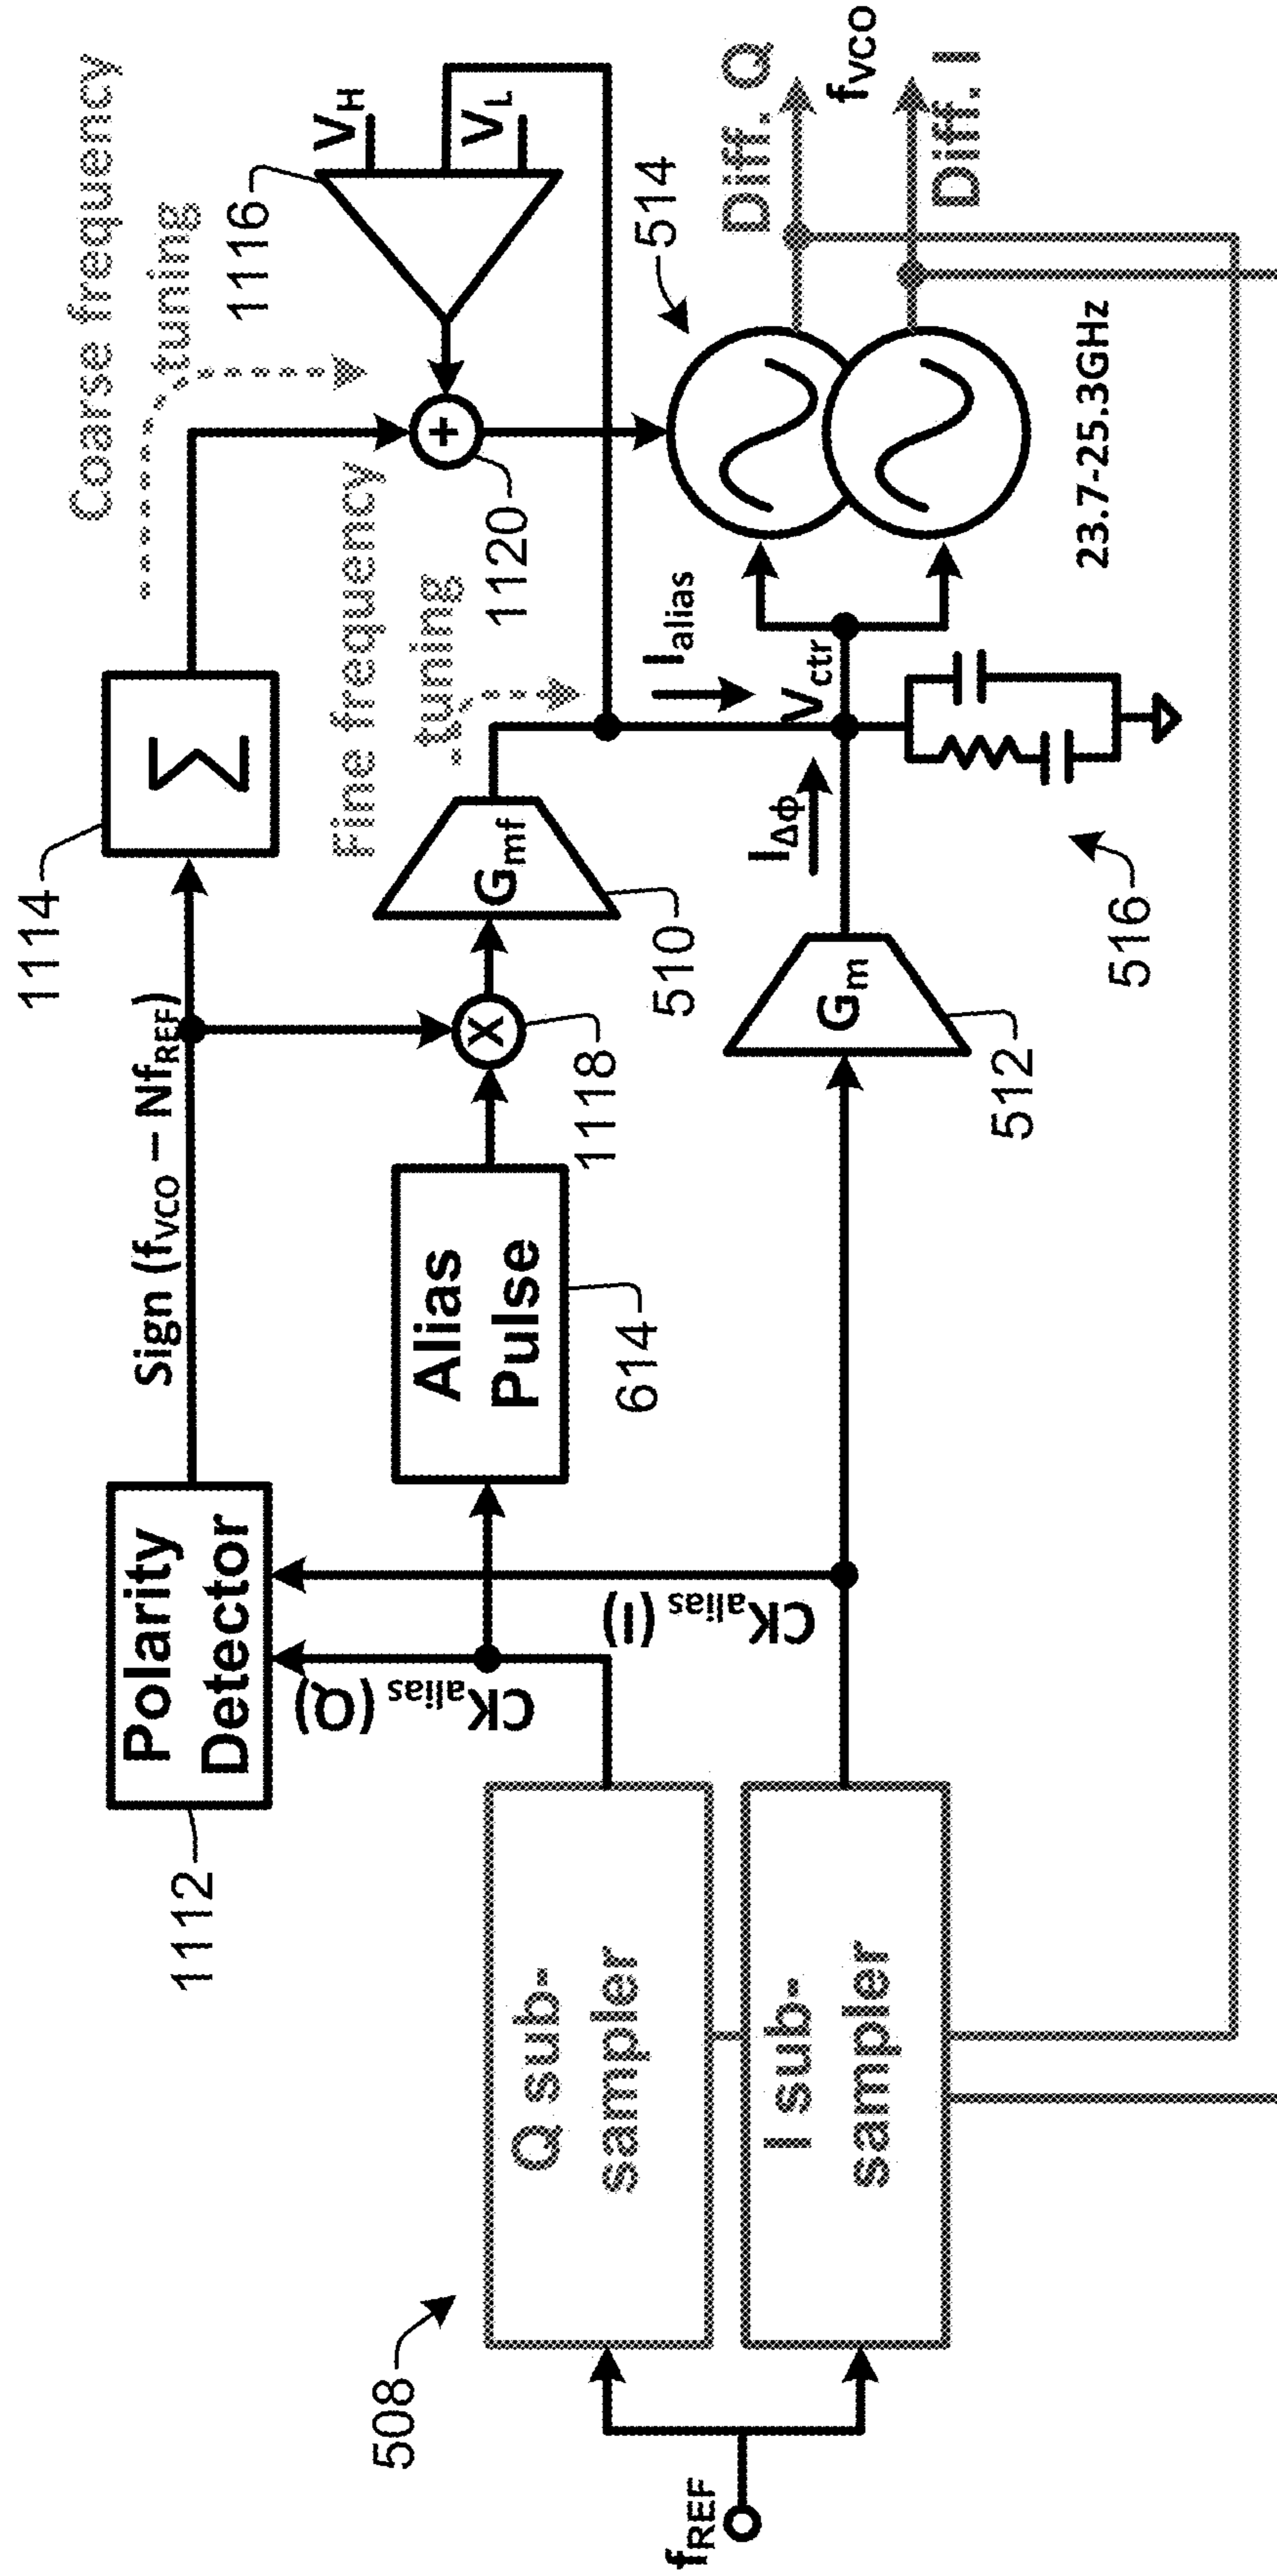 Coarse frequency
tuning
1114
Sign (fVCO – NfREF)
Σ
1116
VH
VL
Polarity
Detector
1112
Fine frequency
tuning
+
1120
514
Diff. Q
fVCO
Diff. I
CKalias (Q)
CKalias (I)
Alias
Pulse
614
X
1118
Gmf
510
Ialias
Vctr
IΔϕ
Gm
512
516
23.7-25.3GHz
508
Q sub-
sampler
I sub-
sampler
fREF